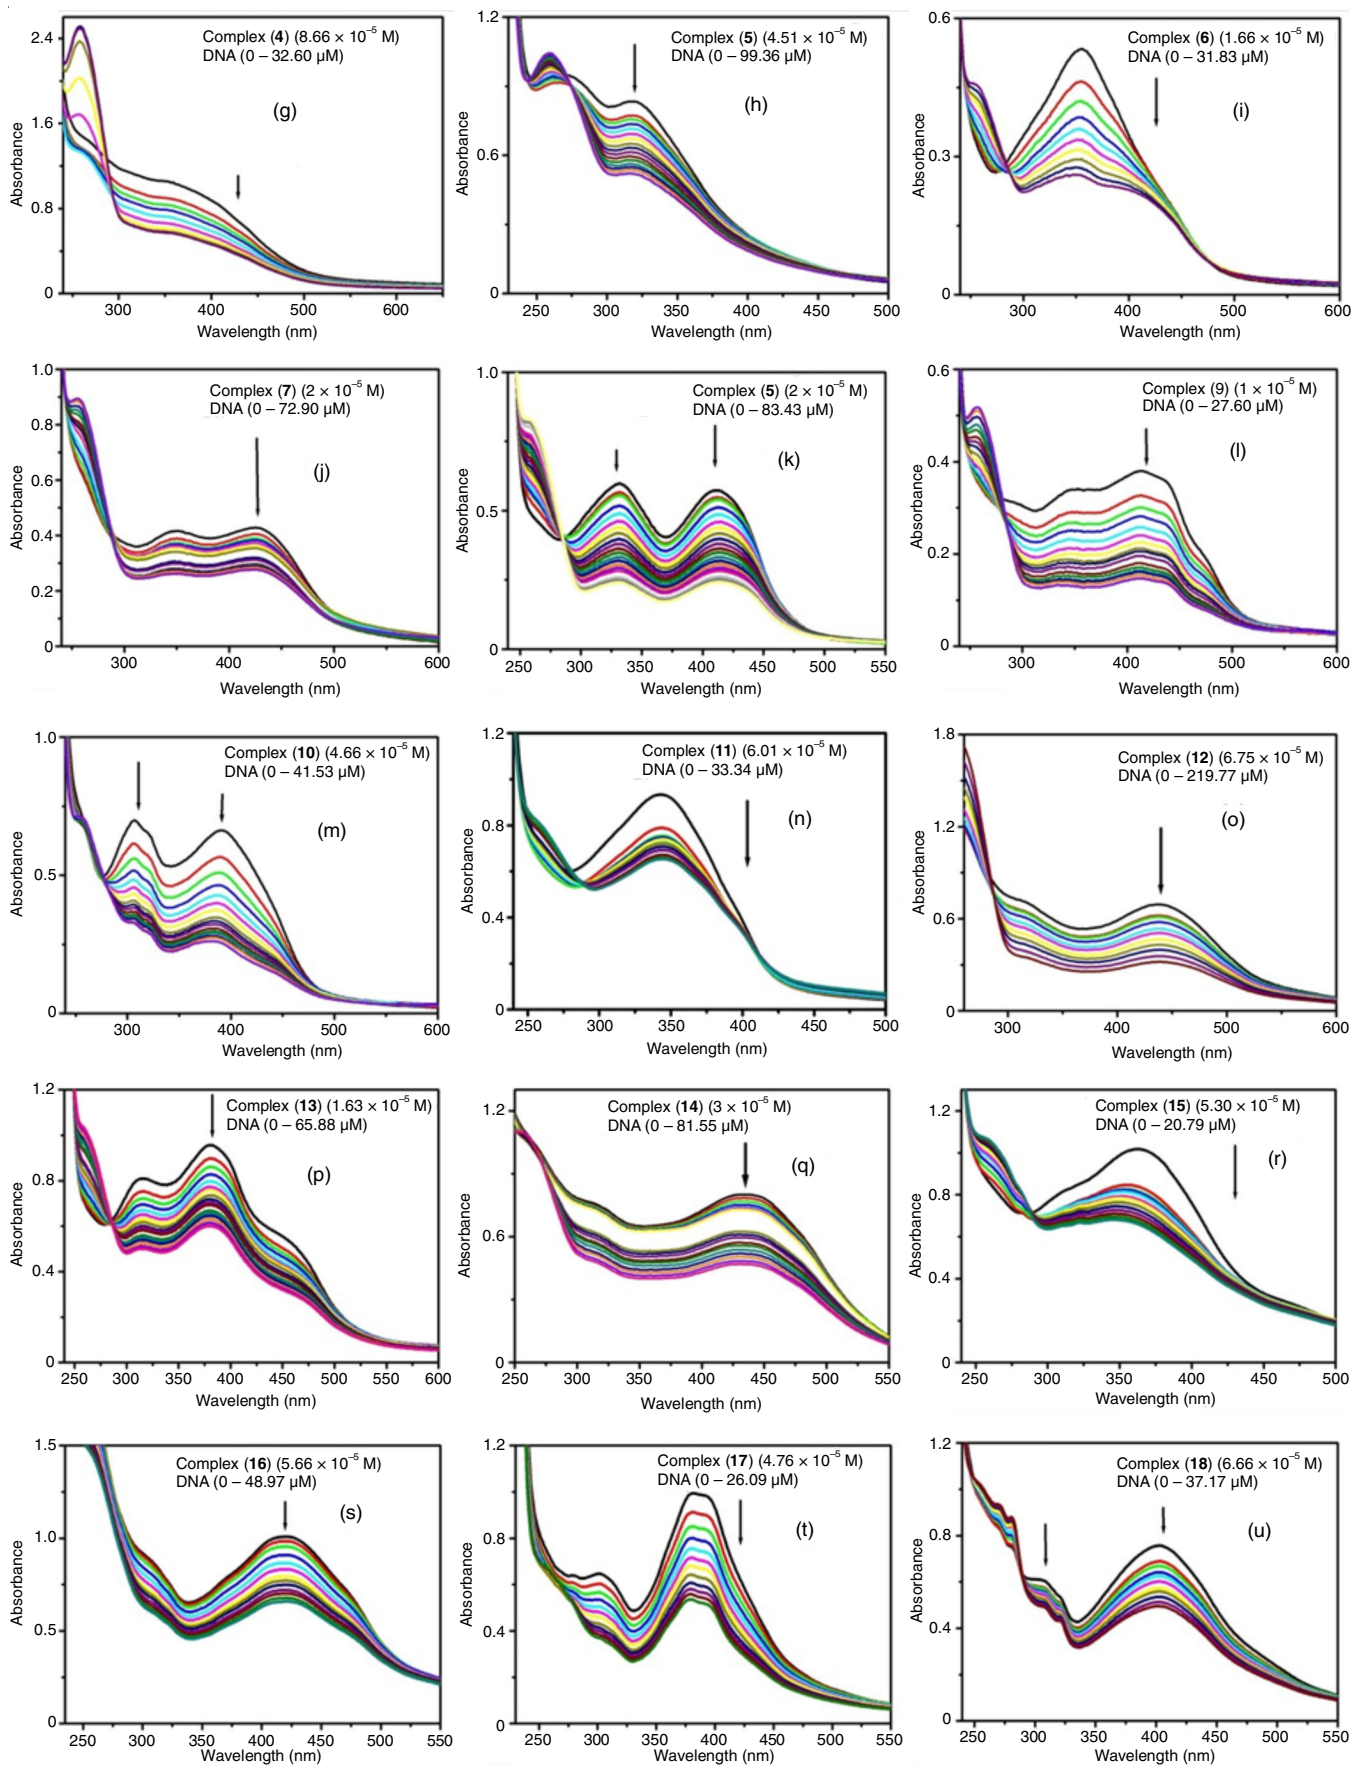 Complex (4) (8.66 × 10–5 M)
DNA (0 – 32.60 µM)
(g)
2.4
1.6
0.8
0
Absorbance
300 400 500 600
Wavelength (nm)
Complex (5) (4.51 × 10–5 M)
DNA (0 – 99.36 µM)
(h)
1.2
0.6
0
Absorbance
250 300 350 400 450 500
Wavelength (nm)
Complex (6) (1.66 × 10–5 M)
DNA (0 – 31.83 µM)
(i)
0.6
0.3
0
Absorbance
300 400 500 600
Wavelength (nm)
Complex (7) (2 × 10–5 M)
DNA (0 – 72.90 µM)
(j)
1.0
0.8
0.6
0.4
0.2
0
Absorbance
300 400 500 600
Wavelength (nm)
Complex (5) (2 × 10–5 M)
DNA (0 – 83.43 µM)
(k)
1.0
0.5
0
Absorbance
250 300 350 400 450 500 550
Wavelength (nm)
Complex (9) (1 × 10–5 M)
DNA (0 – 27.60 µM)
(l)
0.6
0.4
0.2
0
Absorbance
300 400 500 600
Wavelength (nm)
Complex (10) (4.66 × 10–5 M)
DNA (0 – 41.53 µM)
(m)
1.0
0.5
0
Absorbance
300 400 500 600
Wavelength (nm)
Complex (11) (6.01 × 10–5 M)
DNA (0 – 33.34 µM)
(n)
1.2
0.8
0.4
0
Absorbance
250 300 350 400 450 500
Wavelength (nm)
Complex (12) (6.75 × 10–5 M)
DNA (0 – 219.77 µM)
(o)
1.8
1.2
0.6
0
Absorbance
300 400 500 600
Wavelength (nm)
Complex (13) (1.63 × 10–5 M)
DNA (0 – 65.88 µM)
(p)
1.2
0.8
0.4
0
Absorbance
250 300 350 400 450 500 550 600
Wavelength (nm)
Complex (14) (3 × 10–5 M)
DNA (0 – 81.55 µM)
(q)
1.2
0.6
0
Absorbance
250 300 350 400 450 500 550
Wavelength (nm)
Complex (15) (5.30 × 10–5 M)
DNA (0 – 20.79 µM)
(r)
1.2
0.8
0.4
0
Absorbance
250 300 350 400 450 500
Wavelength (nm)
Complex (16) (5.66 × 10–5 M)
DNA (0 – 48.97 µM)
(s)
1.5
1.0
0.5
0
Absorbance
250 300 350 400 450 500 550
Wavelength (nm)
Complex (17) (4.76 × 10–5 M)
DNA (0 – 26.09 µM)
(t)
1.2
0.8
0.4
0
Absorbance
250 300 350 400 450 500 550
Wavelength (nm)
Complex (18) (6.66 × 10–5 M)
DNA (0 – 37.17 µM)
(u)
1.2
0.8
0.4
0
Absorbance
250 300 350 400 450 500 550
Wavelength (nm)